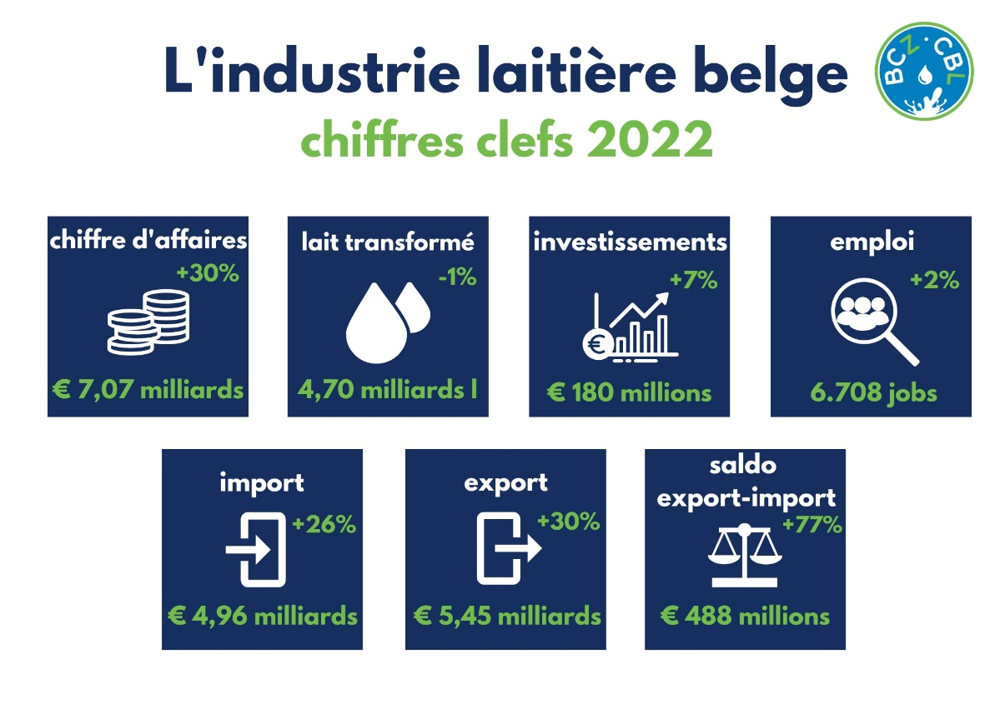 L'industrie laitière belge
BCZ · CBL
chiffres clefs 2022
chiffre d'affaires
+30%
€ 7,07 milliards
lait transformé
-1%
4,70 milliards l
investissements
+7%
€
€ 180 millions
emploi
+2%
6.708 jobs
import
+26%
€ 4,96 milliards
export
+30%
€ 5,45 milliards
saldo
export-import
+77%
€ 488 millions